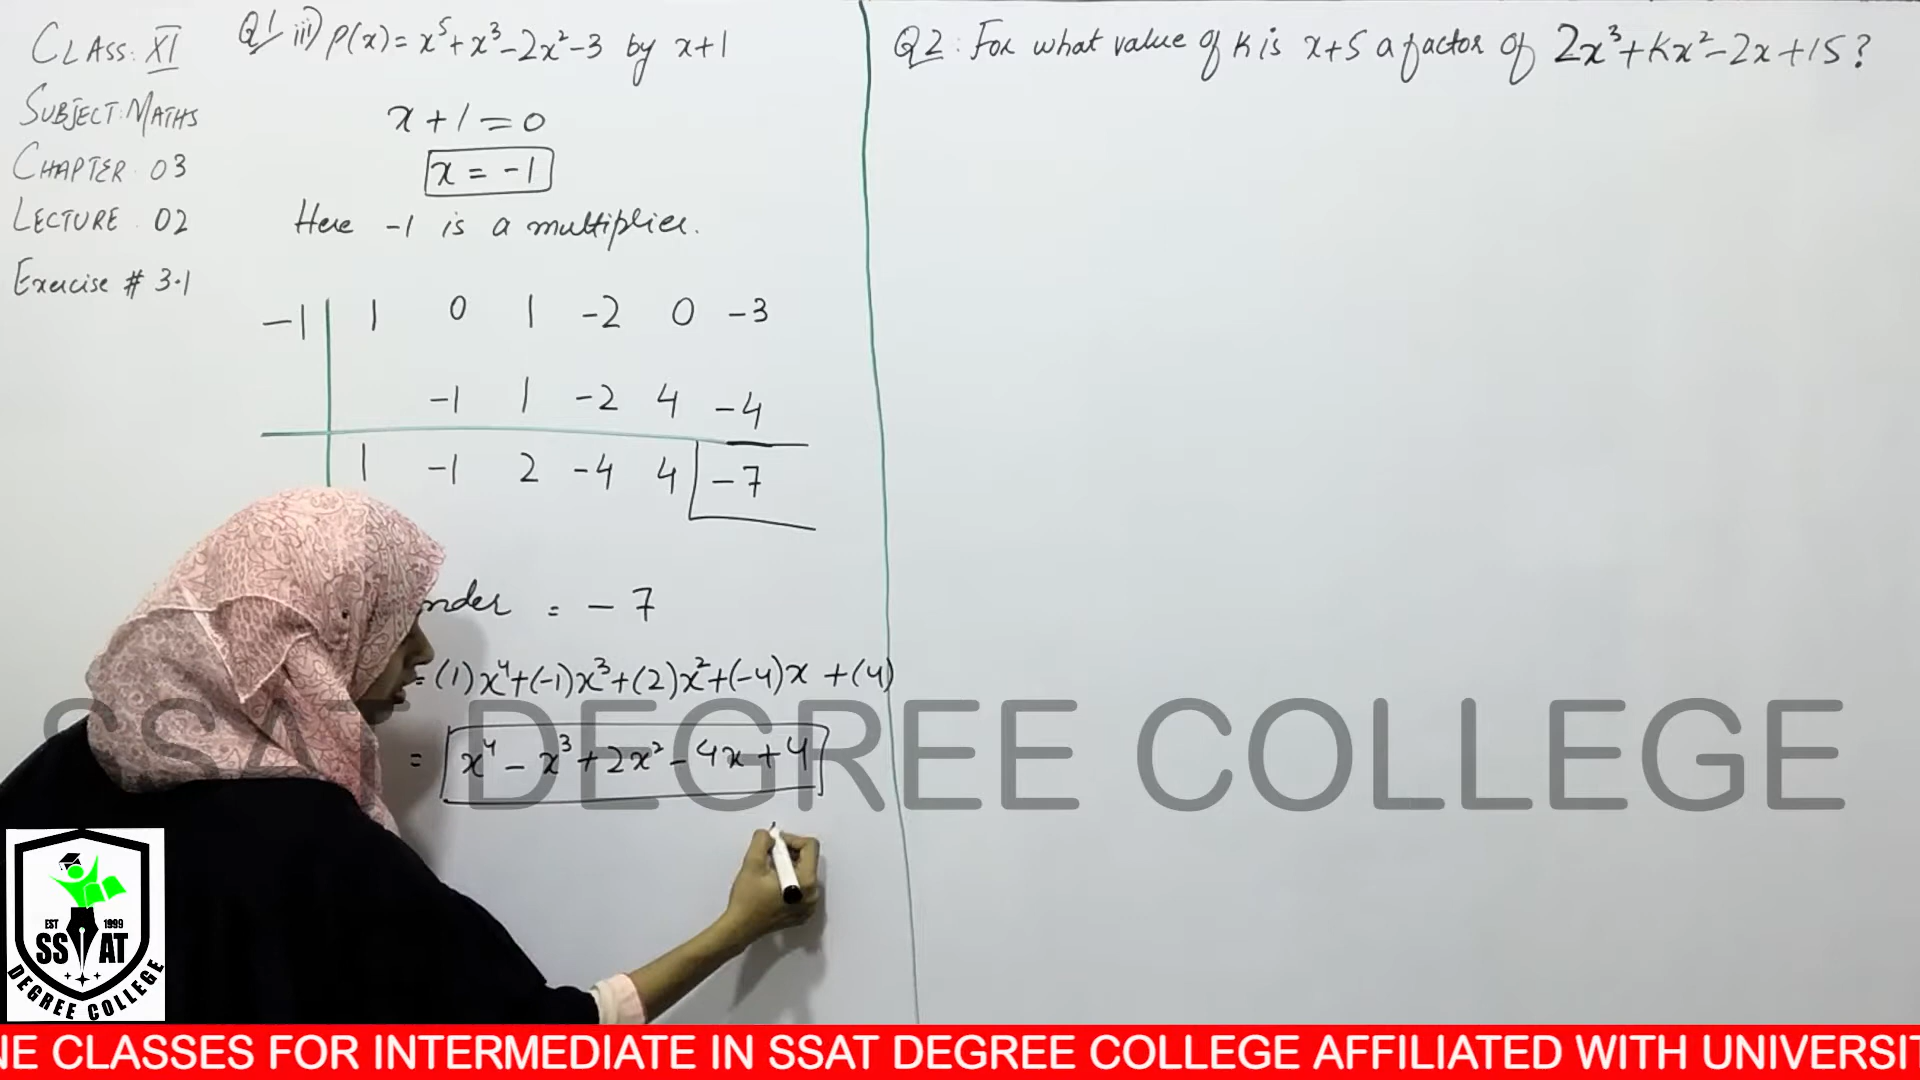 CLASS: XI
SUBJECT: MATHS
CHAPTER 03
LECTURE 02
Exercise # 3.1
Q1 iii) P(x) = x⁵+x³-2x²-3 by x+1
x+1=0
x = -1
Here -1 is a multiplier.
-1 | 1 0 1 -2 0 -3
-1 1 -2 4 -4
1 -1 2 -4 4 | -7
nder = -7
= (1)x⁴+(-1)x³+(2)x²+(-4)x+(4)
= x⁴-x³+2x²-4x+4
Q2: For what value of K is x+5 a factor of 2x³+Kx²-2x+15?
SSAT DEGREE COLLEGE
EST 1999
SSAT
DEGREE COLLEGE
NE CLASSES FOR INTERMEDIATE IN SSAT DEGREE COLLEGE AFFILIATED WITH UNIVERSIT